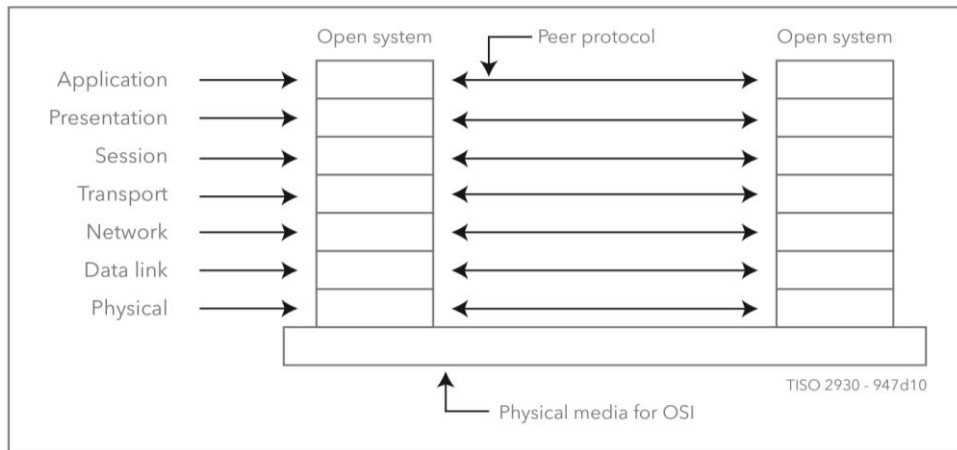 Open system
Peer protocol
Open system
Application
Presentation
Session
Transport
Network
Data link
Physical
TISO 2930 - 947d10
Physical media for OSI